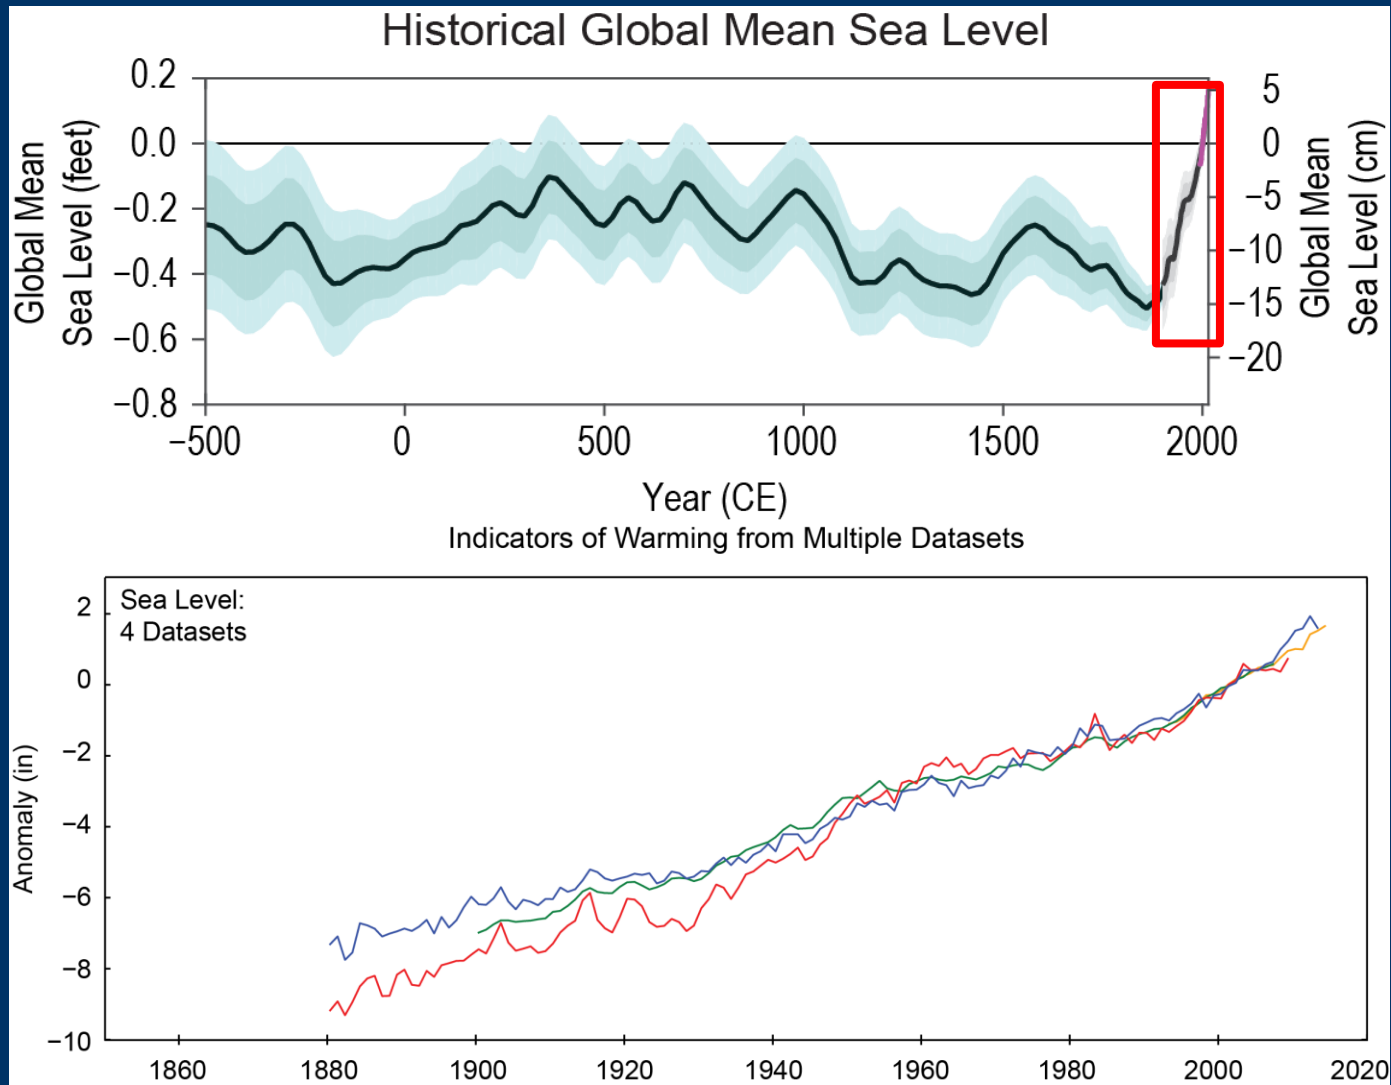 Historical Global Mean Sea Level
Global Mean
Sea Level (feet)
0.2
0.0
−0.2
−0.4
−0.6
−0.8
5
0
−5
−10
−15
−20
Global Mean
Sea Level (cm)
−500 0 500 1000 1500 2000
Year (CE)
Indicators of Warming from Multiple Datasets
Sea Level:
4 Datasets
Anomaly (in)
2
0
−2
−4
−6
−8
−10
1860 1880 1900 1920 1940 1960 1980 2000 2020